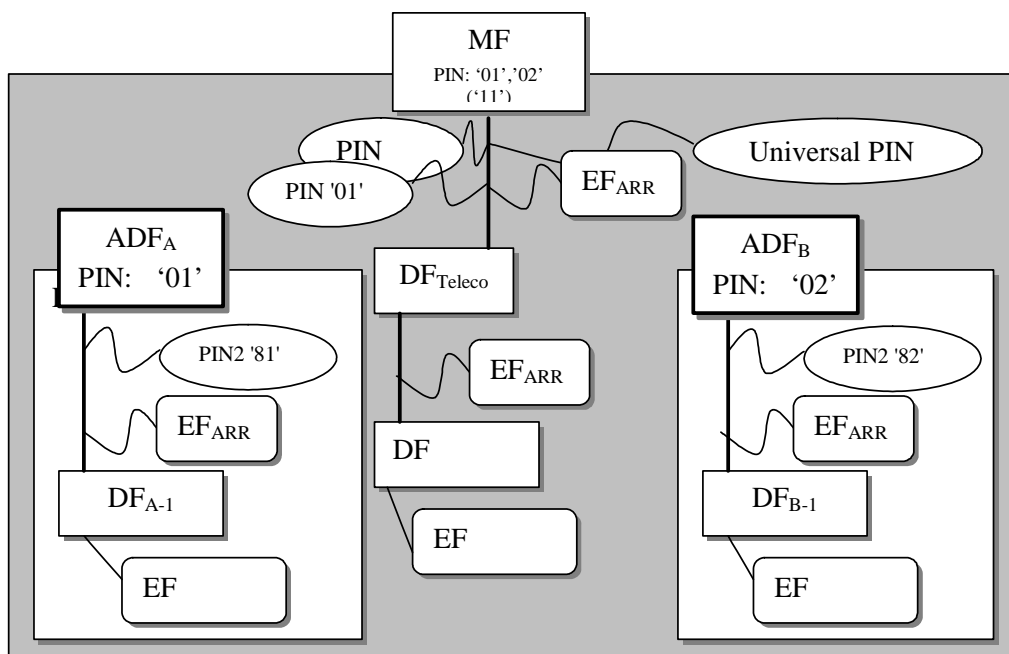 MF
PIN: ‘01’,’02’
(‘11’)
PIN
Universal PIN
PIN '01'
EFARR
ADFA
PIN: ‘01’
DFTeleco
ADFB
PIN: ‘02’
PIN2 '81'
EFARR
PIN2 '82'
EFARR
DF
EFARR
DFA-1
DFB-1
EF
EF
EF